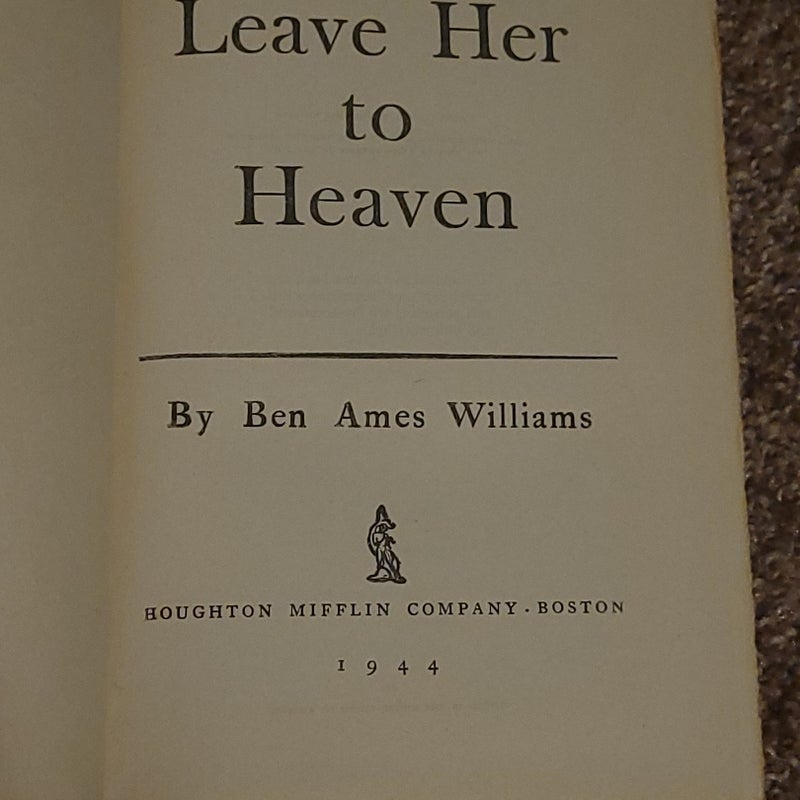 Leave Her
to
Heaven
By Ben Ames Williams
HOUGHTON MIFFLIN COMPANY · BOSTON
1944